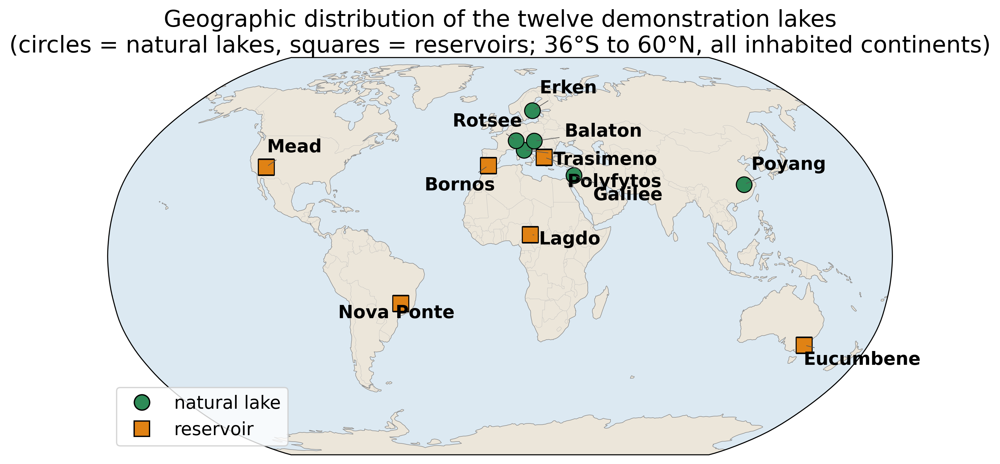 Geographic distribution of the twelve demonstration lakes
(circles = natural lakes, squares = reservoirs; 36°S to 60°N, all inhabited continents)
Erken
Rotsee
Balaton
Mead
Trasimeno
Poyang
Bornos
Polyfytos
Galilee
Lagdo
Nova Ponte
Eucumbene
natural lake
reservoir